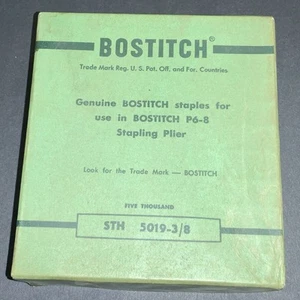 BOSTITCH®
Trade Mark Reg. U. S. Pat. Off, and For. Countries
Genuine BOSTITCH staples for
use in BOSTITCH P6-8
Stapling Plier
Look for the Trade Mark — BOSTITCH
FIVE THOUSAND
STH 5019-3/8